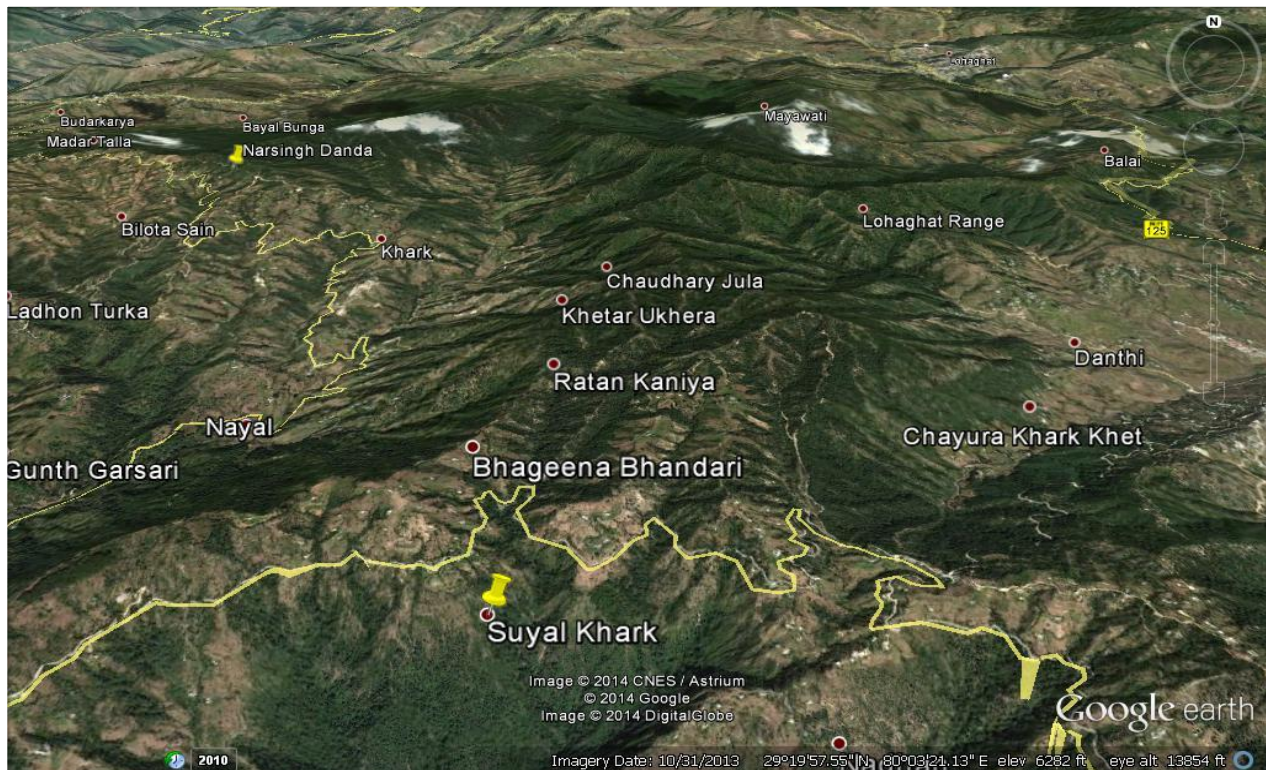 N
Lohaghat
Budarkarya
Bayal Bunga
Mayawati
Madar Talla
Narsingh Danda
Balai
Bilota Sain
Lohaghat Range
125
Khark
Chaudhary Jula
Ladhon Turka
Khetar Ukhera
Danthi
Ratan Kaniya
Nayal
Chayura Khark Khet
Gunth Garsari
Bhageena Bhandari
Suyal Khark
Image © 2014 CNES / Astrium
© 2014 Google
Image © 2014 DigitalGlobe
Google earth
2010
Imagery Date: 10/31/2013 29°19'57.55" N 80°03'21.13" E elev 6282 ft eye alt 13854 ft